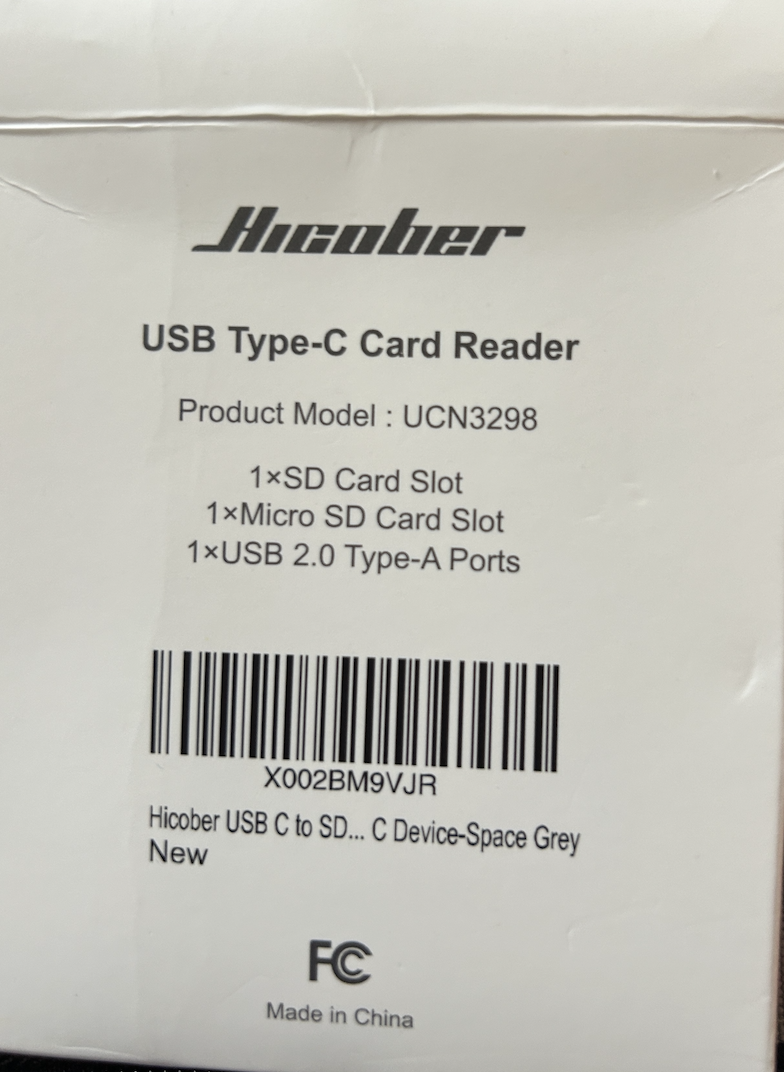 Hicober
USB Type-C Card Reader
Product Model : UCN3298
1×SD Card Slot
1×Micro SD Card Slot
1×USB 2.0 Type-A Ports
X002BM9VJR
Hicober USB C to SD... C Device-Space Grey
New
FC
Made in China